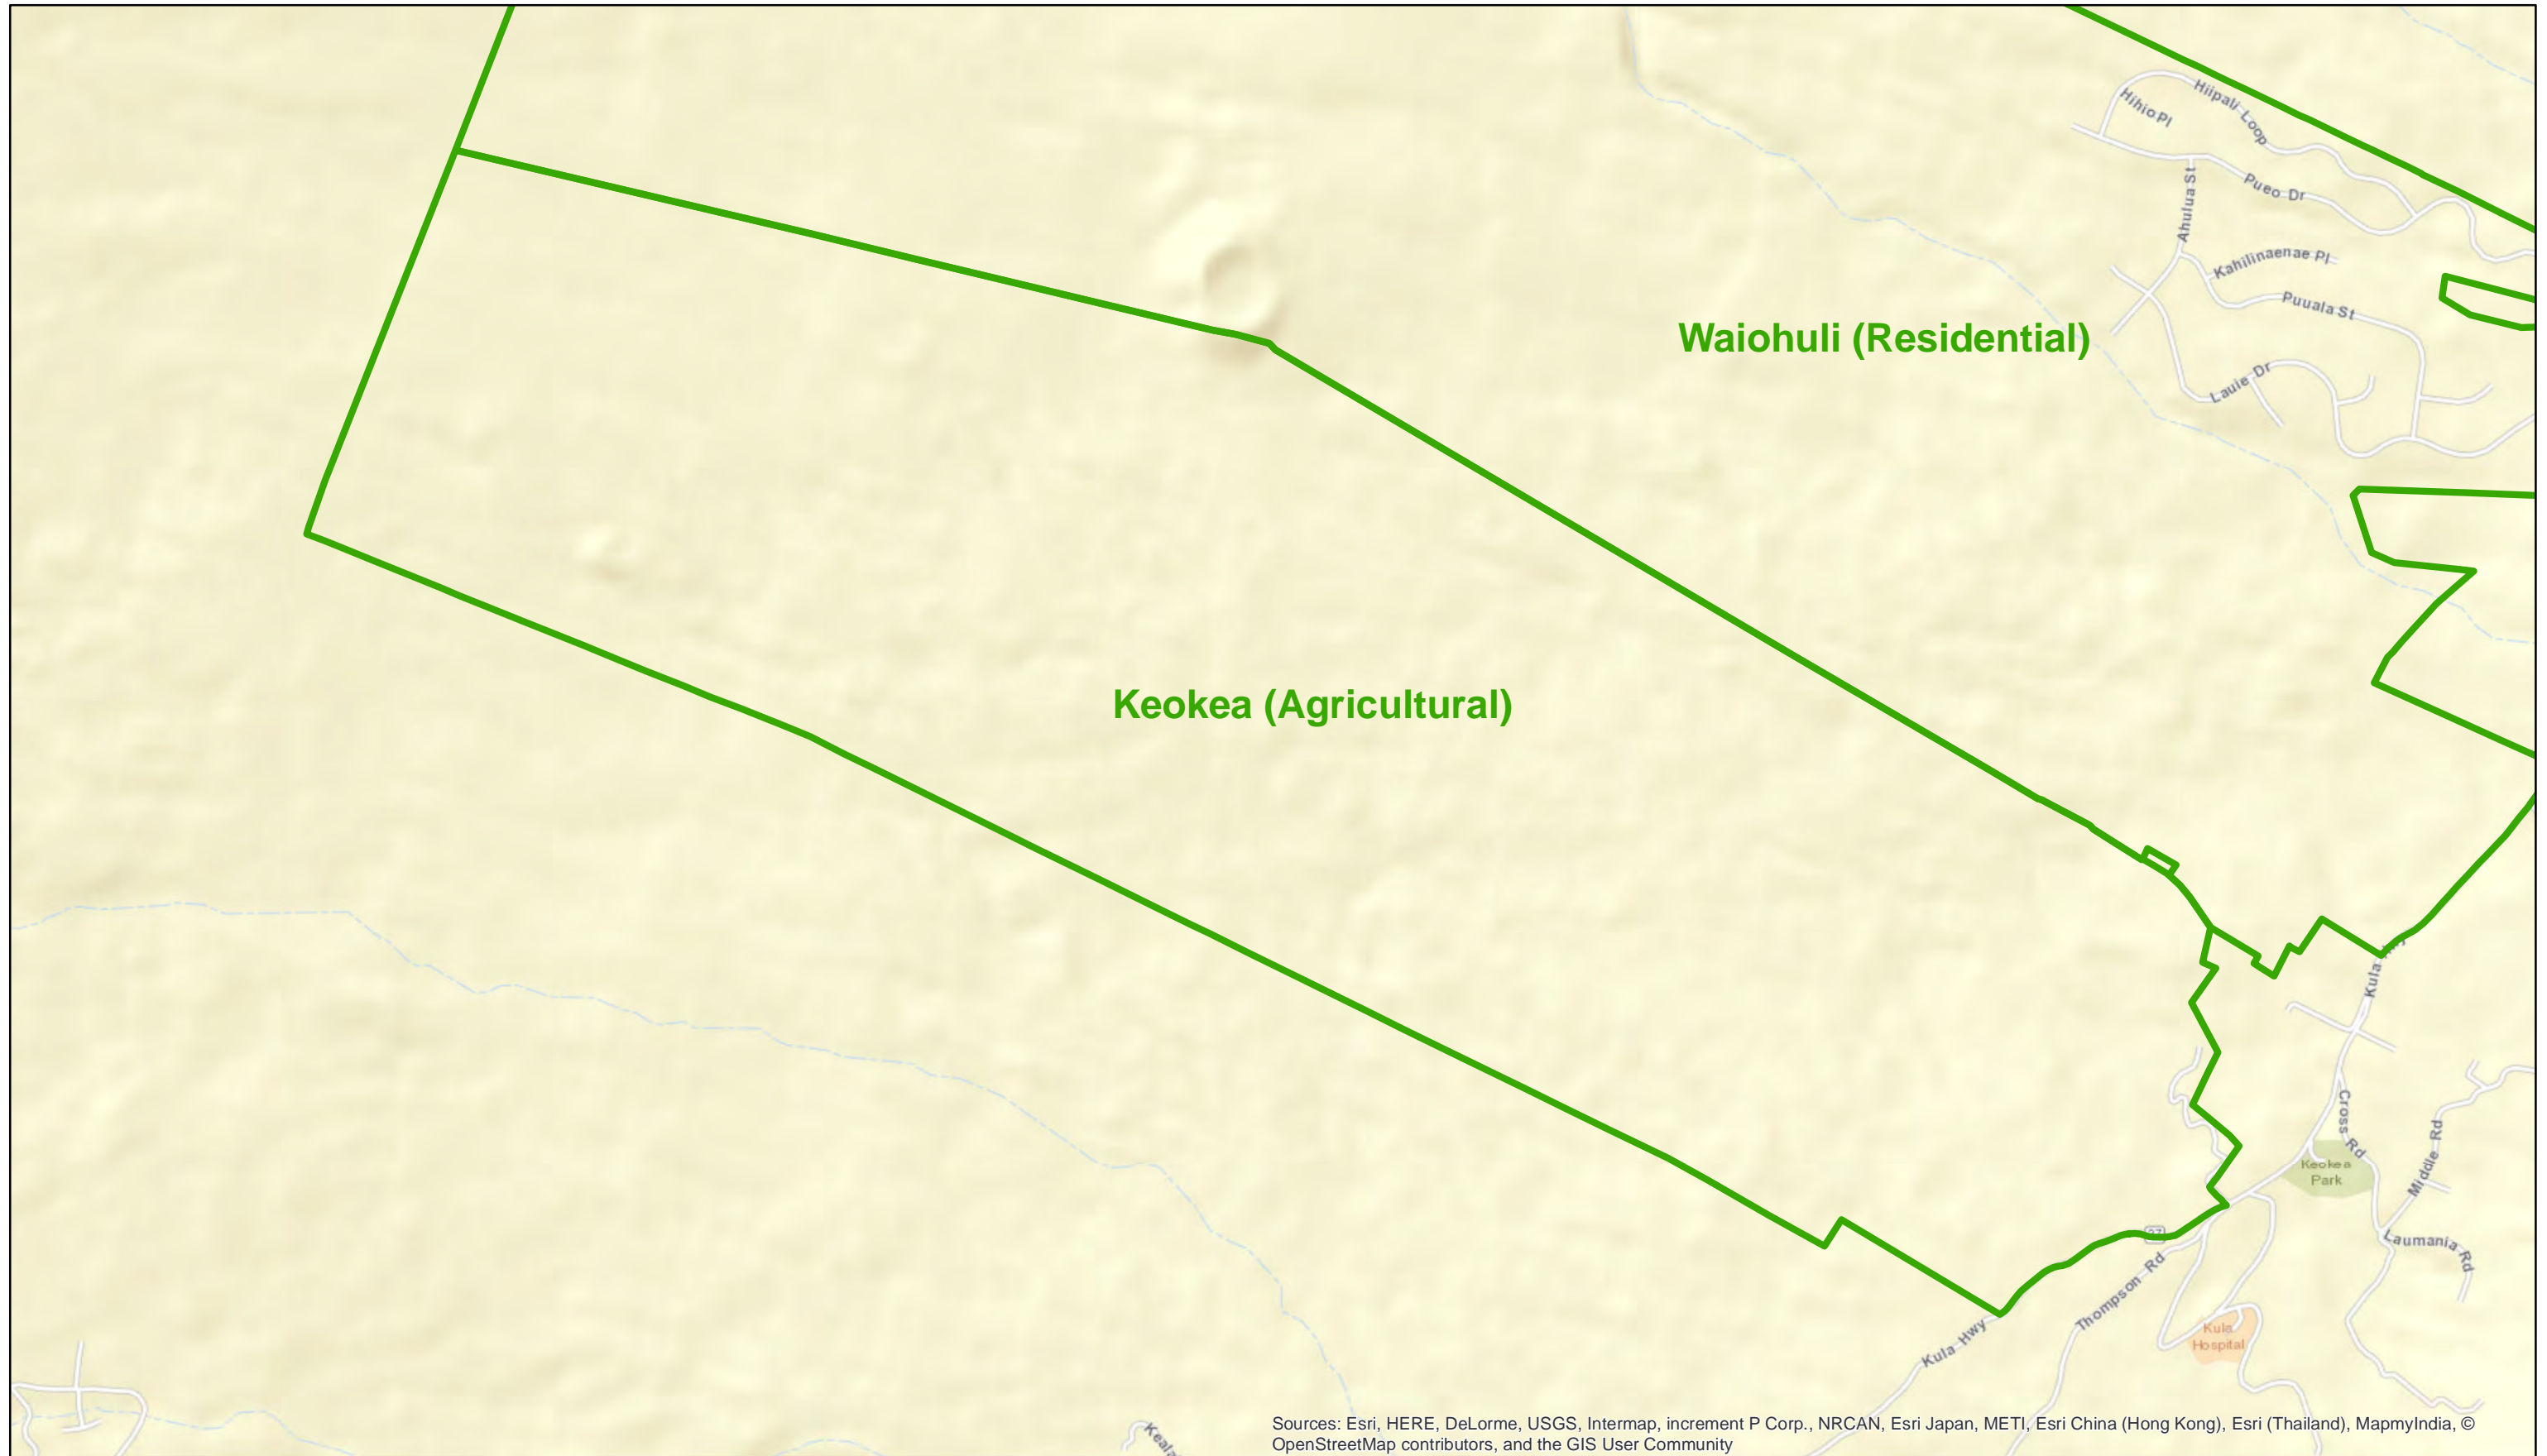 Hiipali Loop
Hihio Pl
Pueo Dr
Ahulua St
Kahilinaenae Pl
Puuala St
Waiohuli (Residential)
Lauie Dr
Keokea (Agricultural)
Kula
Cross Rd
Middle Rd
Keokea
Park
37
Laumania Rd
Thompson Rd
Kula Hwy
Kula
Hospital
Sources: Esri, HERE, DeLorme, USGS, Intermap, increment P Corp., NRCAN, Esri Japan, METI, Esri China (Hong Kong), Esri (Thailand), MapmyIndia, ©
OpenStreetMap contributors, and the GIS User Community